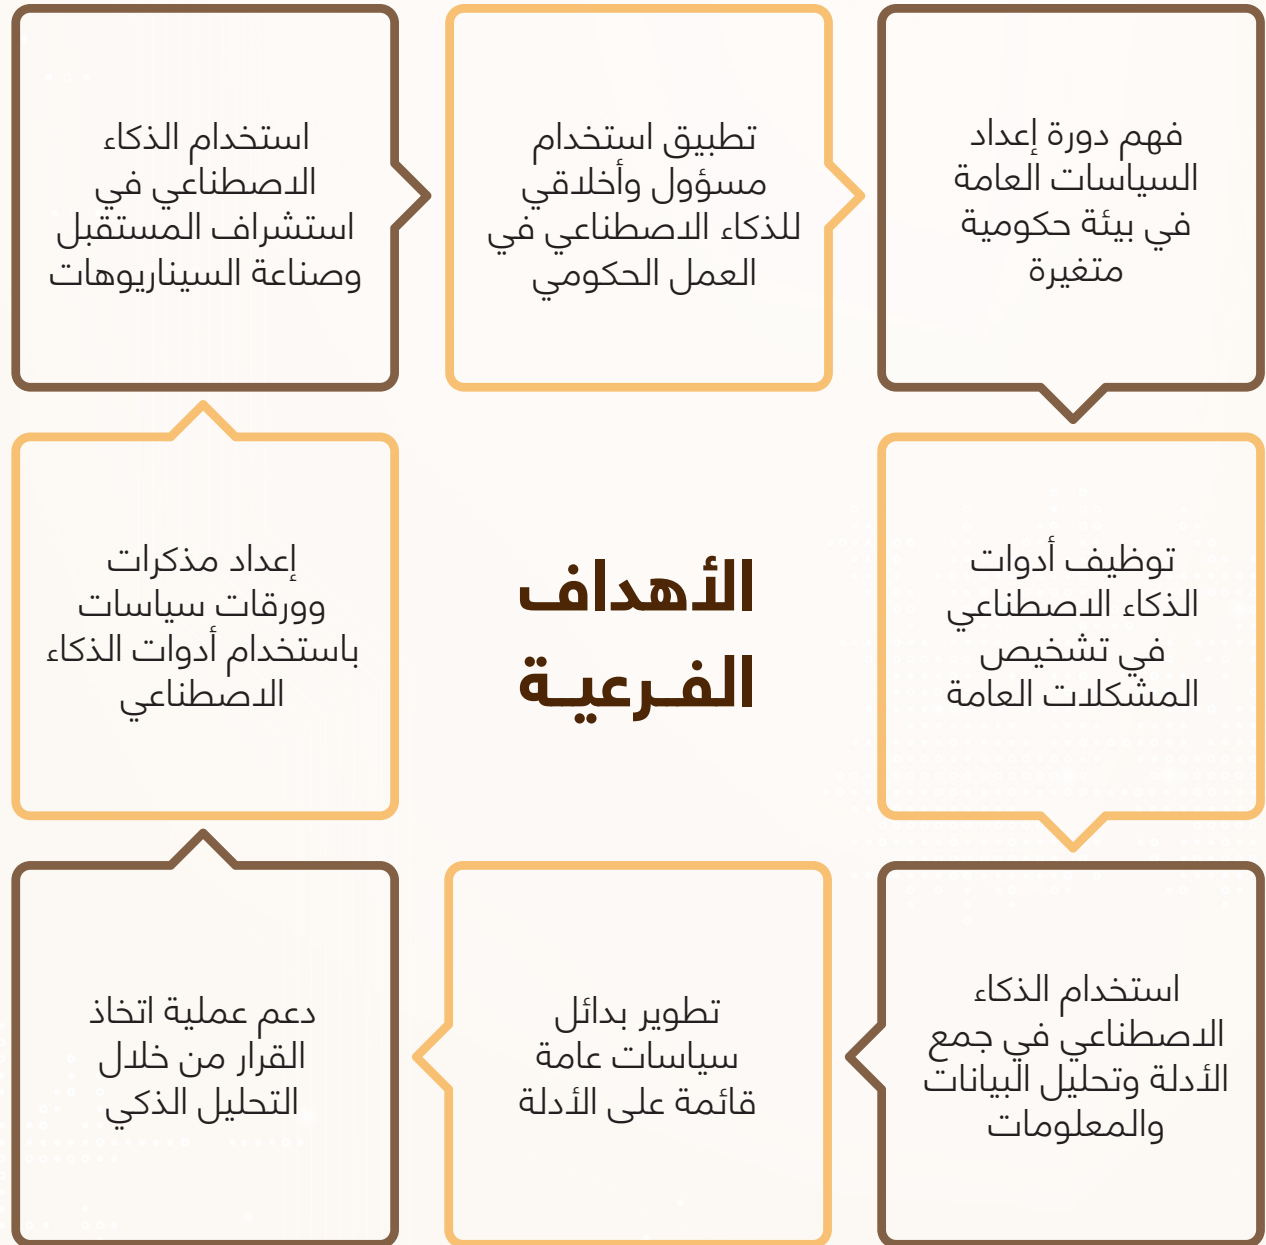 فهم دورة إعداد
السياسات العامة
في بيئة حكومية
متغيرة
تطبيق استخدام
مسؤول وأخلاقي
للذكاء الاصطناعي في
العمل الحكومي
استخدام الذكاء
الاصطناعي في
استشراف المستقبل
وصناعة السيناريوهات
توظيف أدوات
الذكاء الاصطناعي
في تشخيص
المشكلات العامة
الأهداف
الفـرعيـة
إعداد مذكرات
وورقات سياسات
باستخدام أدوات الذكاء
الاصطناعي
استخدام الذكاء
الاصطناعي في جمع
الأدلة وتحليل البيانات
والمعلومات
تطوير بدائل
سياسات عامة
قائمة على الأدلة
دعم عملية اتخاذ
القرار من خلال
التحليل الذكي